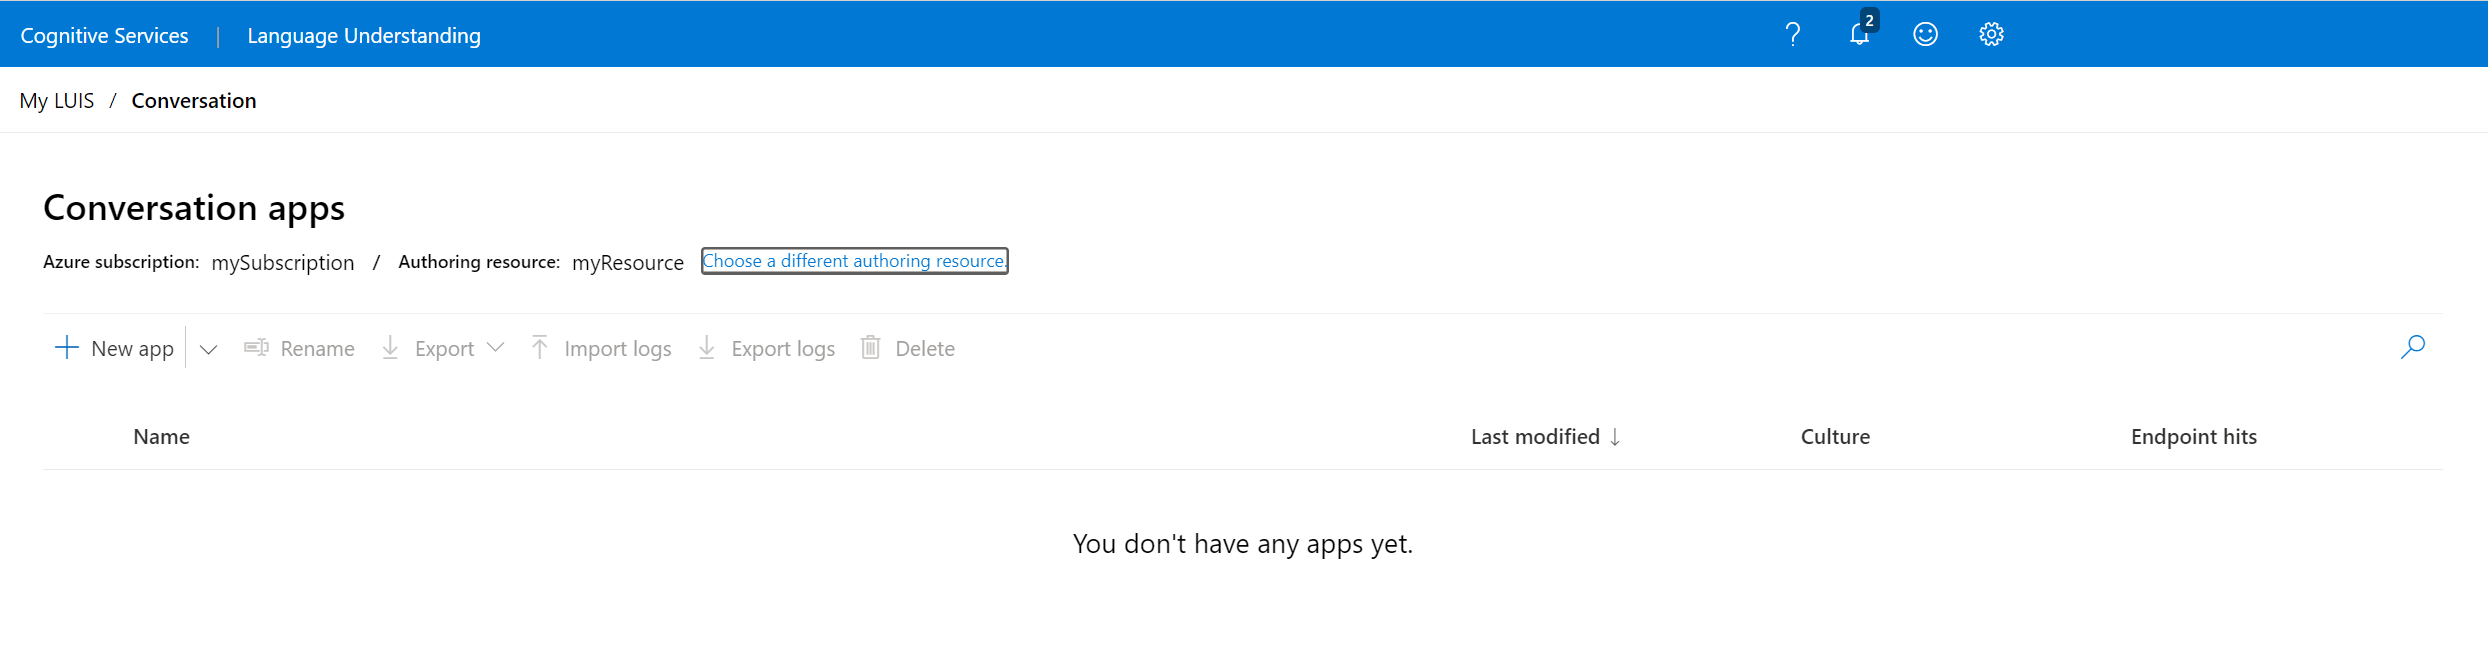 Cognitive Services | Language Understanding ? 2
My LUIS / Conversation
Conversation apps
Azure subscription: mySubscription / Authoring resource: myResource Choose a different authoring resource.
New app Rename Export Import logs Export logs Delete
Name Last modified ↓ Culture Endpoint hits
You don't have any apps yet.